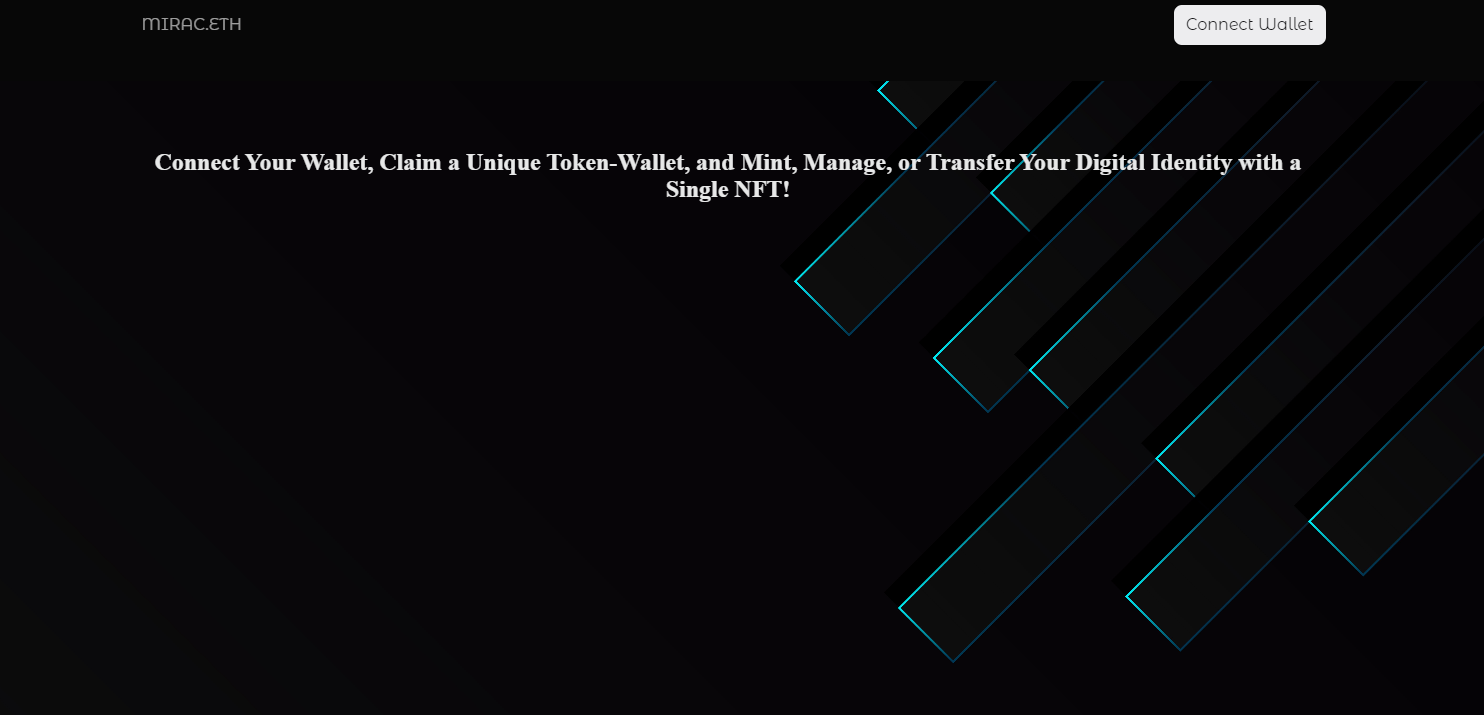 MIRAC.ETH
Connect Wallet
Connect Your Wallet, Claim a Unique Token-Wallet, and Mint, Manage, or Transfer Your Digital Identity with a
Single NFT!